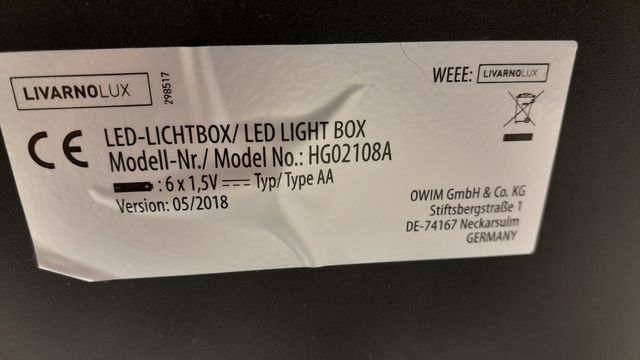 LIVARNOLUX
298517
WEEE: LIVARNOLUX
CE
LED-LICHTBOX/ LED LIGHT BOX
Modell-Nr./ Model No.: HG02108A
: 6 x 1,5V Typ/ Type AA
Version: 05/2018
OWIM GmbH & Co. KG
Stiftsbergstraße 1
DE-74167 Neckarsulm
GERMANY